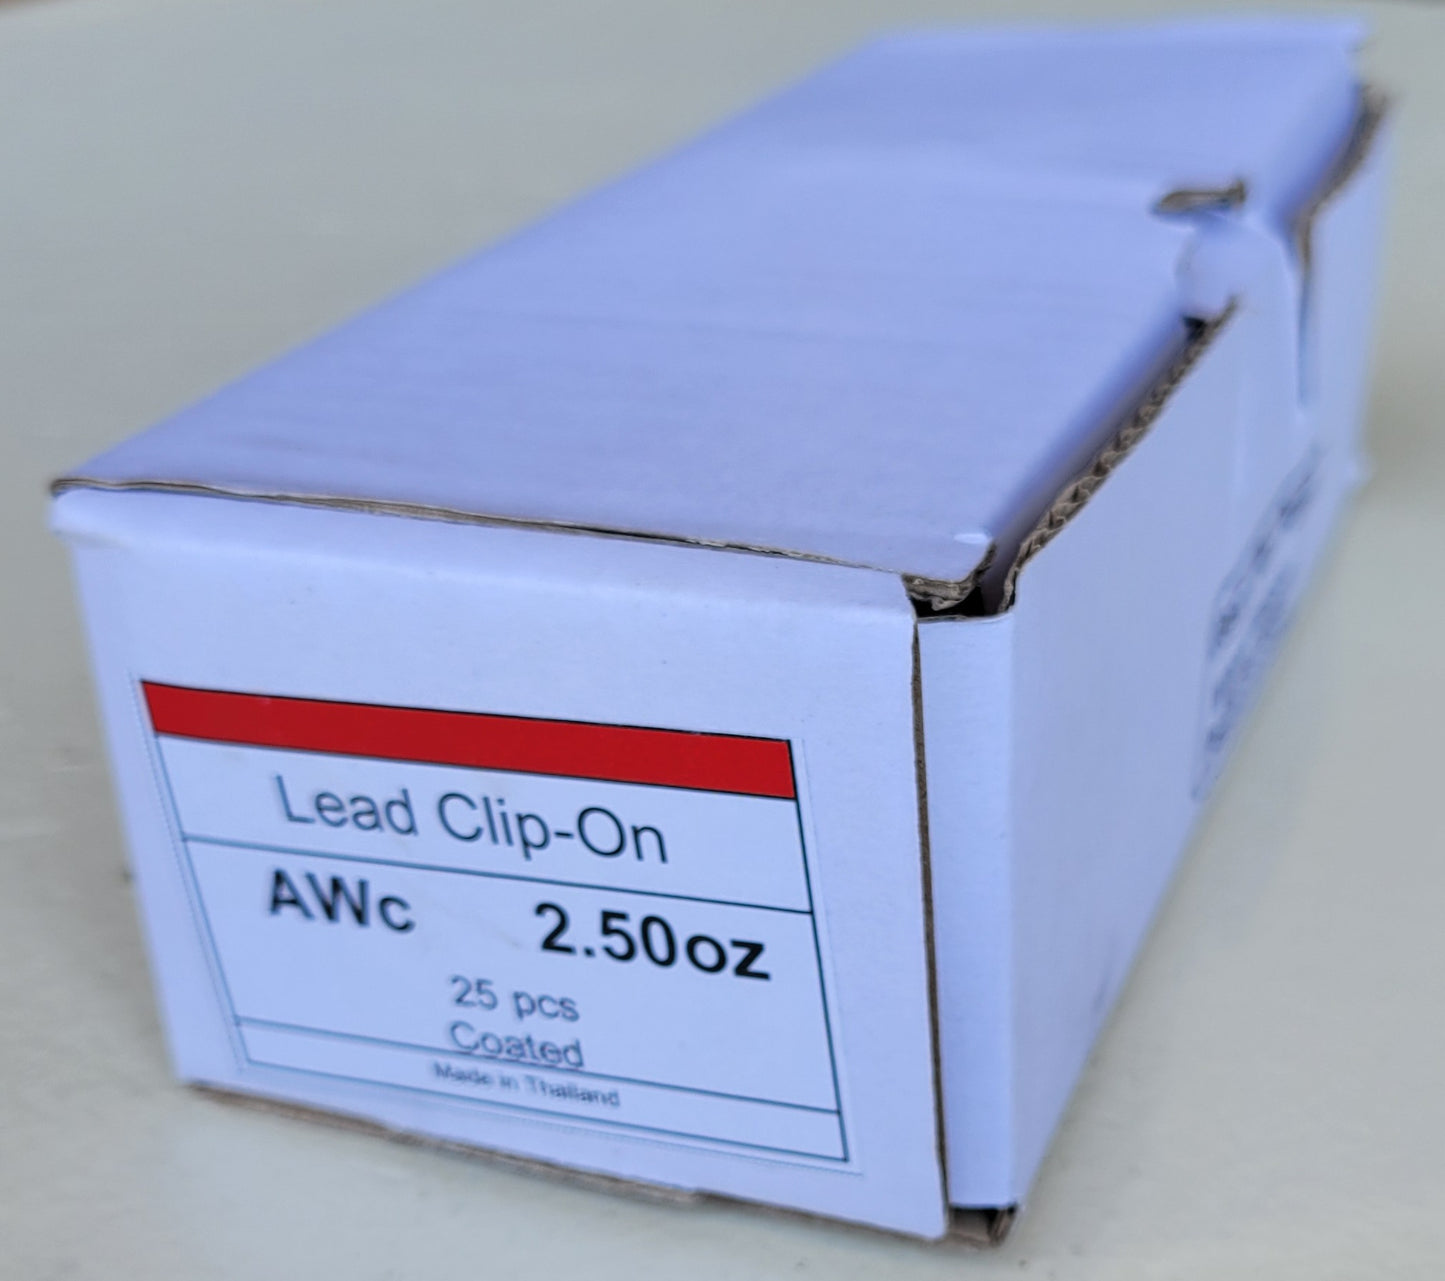 Lead Clip-On
AWc 2.50oz
25 pcs
Coated
Made in Thailand